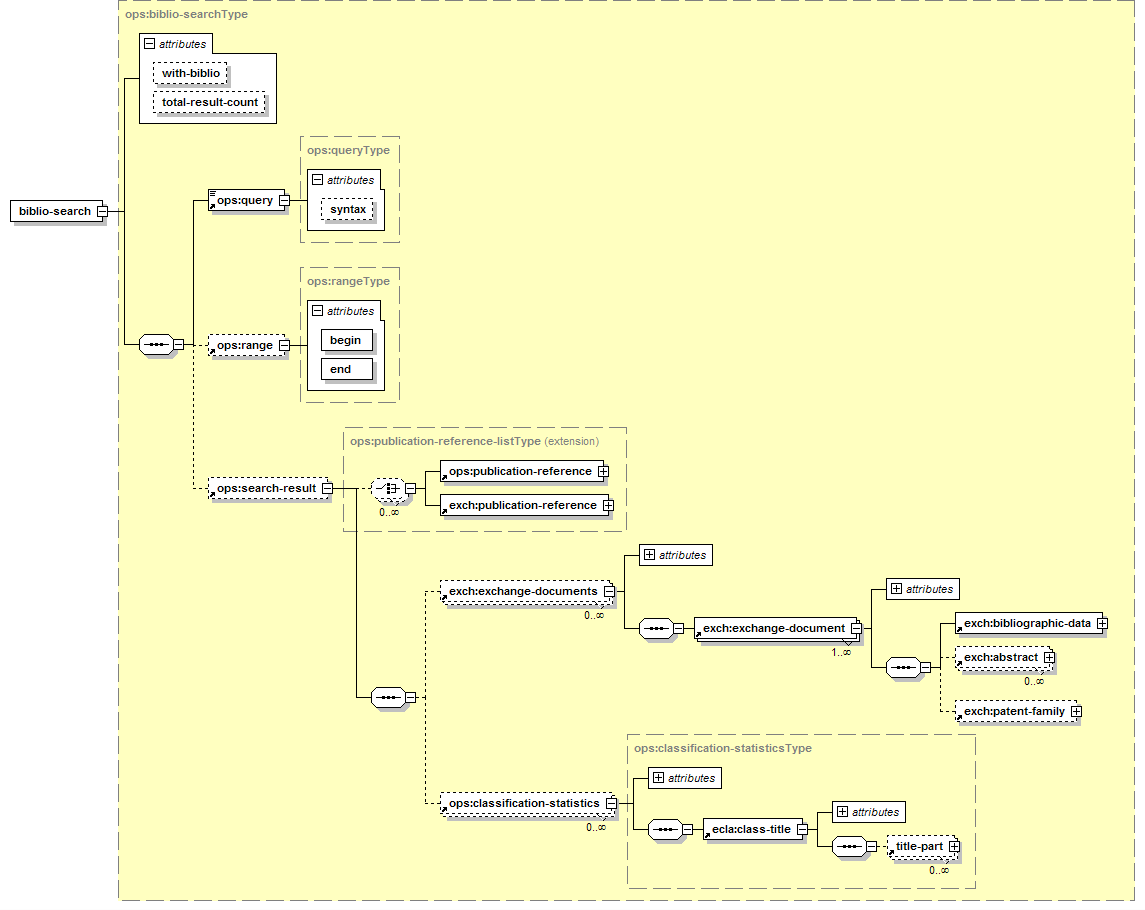 ops:biblio-searchType
attributes
with-biblio
total-result-count
ops:queryType
attributes
ops:query
syntax
biblio-search
ops:rangeType
attributes
begin
ops:range
end
ops:publication-reference-listType (extension)
ops:publication-reference
ops:search-result
0..∞
exch:publication-reference
attributes
exch:exchange-documents
0..∞
attributes
exch:exchange-document
1..∞
exch:bibliographic-data
exch:abstract
0..∞
exch:patent-family
ops:classification-statisticsType
attributes
ops:classification-statistics
0..∞
attributes
ecla:class-title
title-part
0..∞